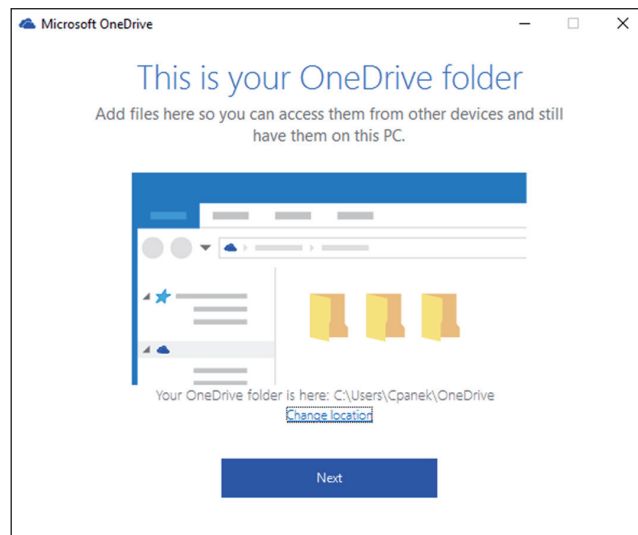 Microsoft OneDrive
This is your OneDrive folder
Add files here so you can access them from other devices and still
have them on this PC.
Your OneDrive folder is here: C:\Users\Cpanek\OneDrive
Change location
Next